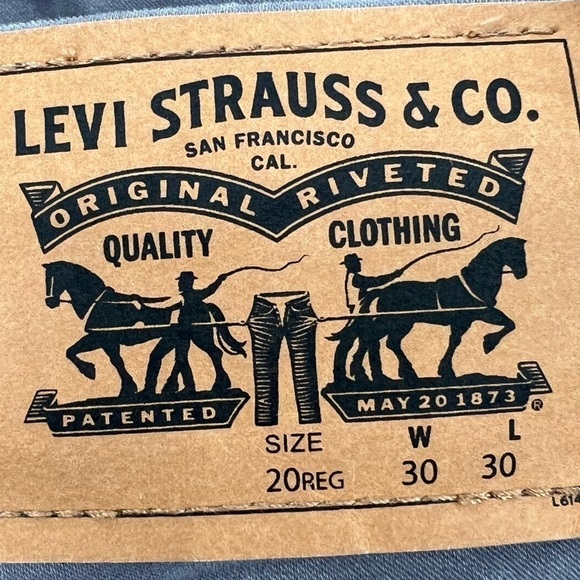 LEVI STRAUSS & CO.
SAN FRANCISCO
CAL.
ORIGINAL RIVETED
QUALITY CLOTHING
PATENTED MAY 20 1873 ®
SIZE W L
20REG 30 30